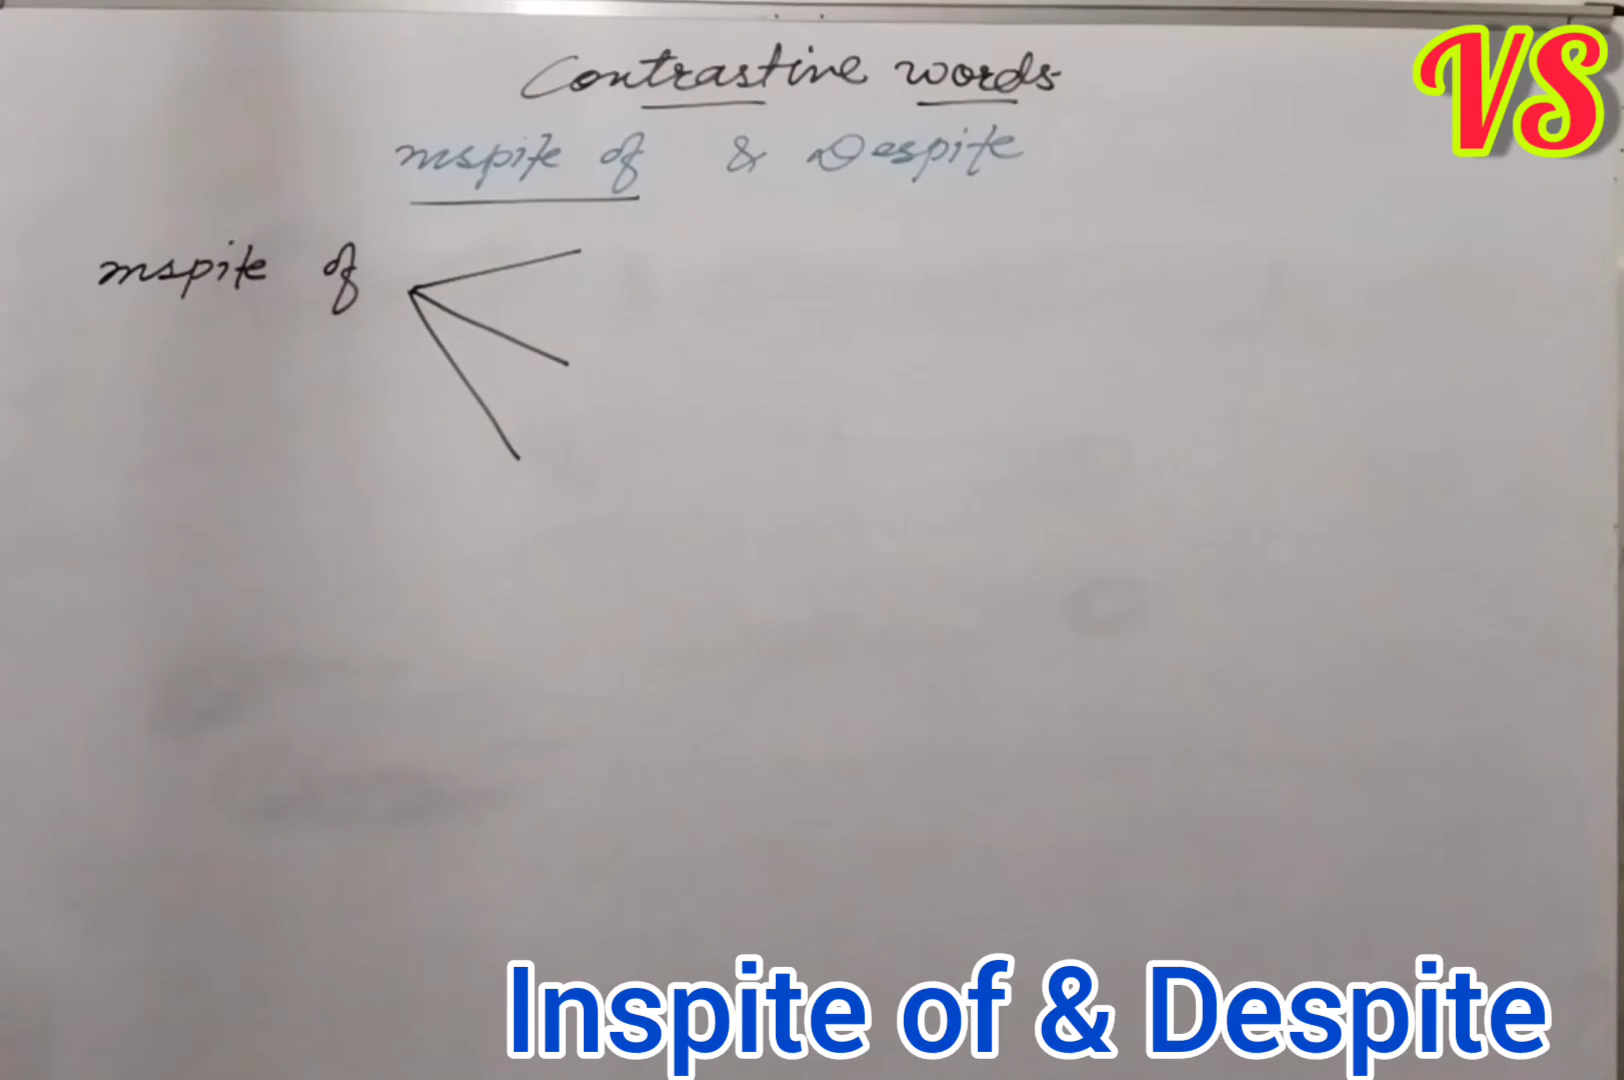 Contrastive words
VS
inspite of & Despite
inspite of
Inspite of & Despite